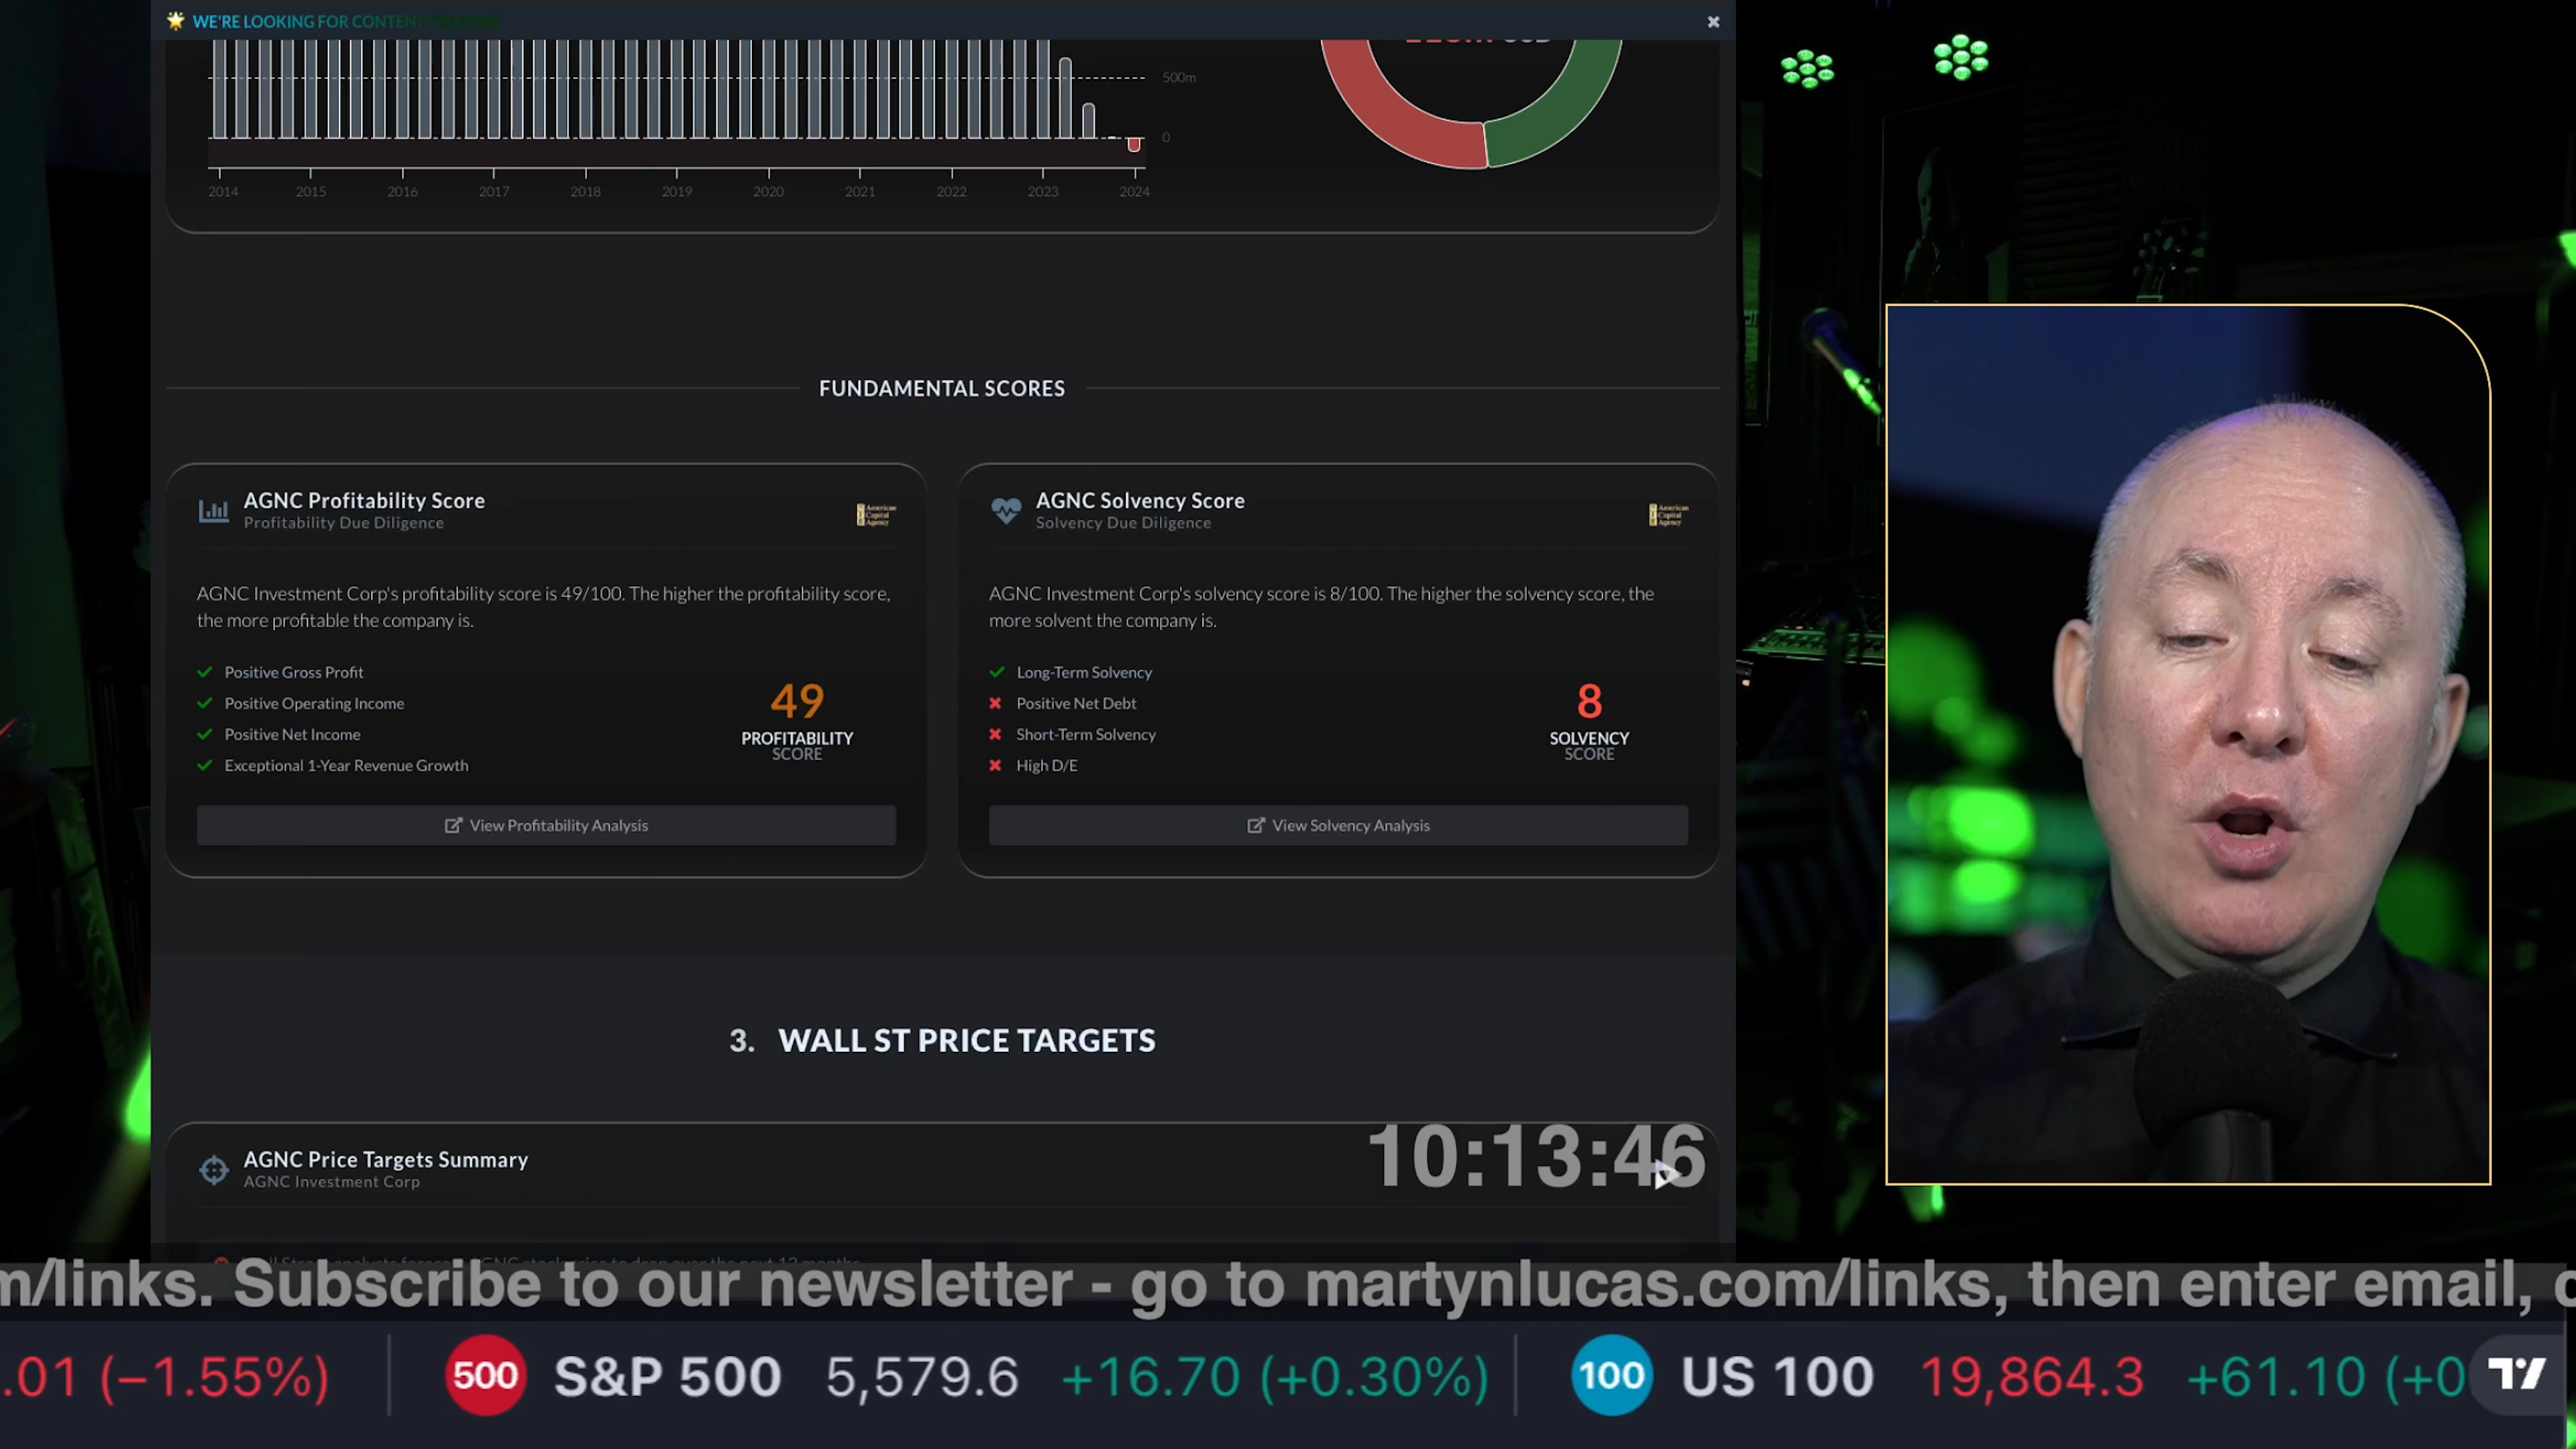 WE'RE LOOKING FOR CONTENT CREATOR
500m
0
2014 2015 2016 2017 2018 2019 2020 2021 2022 2023 2024
FUNDAMENTAL SCORES
AGNC Profitability Score
Profitability Due Diligence
American Capital Agency
AGNC Investment Corp's profitability score is 49/100. The higher the profitability score,
the more profitable the company is.
Positive Gross Profit
Positive Operating Income
Positive Net Income
Exceptional 1-Year Revenue Growth
49
PROFITABILITY
SCORE
View Profitability Analysis
AGNC Solvency Score
Solvency Due Diligence
American Capital Agency
AGNC Investment Corp's solvency score is 8/100. The higher the solvency score, the
more solvent the company is.
Long-Term Solvency
Positive Net Debt
Short-Term Solvency
High D/E
8
SOLVENCY
SCORE
View Solvency Analysis
3. WALL ST PRICE TARGETS
AGNC Price Targets Summary
AGNC Investment Corp
10:13:46
m/links. Subscribe to our newsletter - go to martynlucas.com/links, then enter email,
.01 (−1.55%) 500 S&P 500 5,579.6 +16.70 (+0.30%) 100 US 100 19,864.3 +61.10 (+0